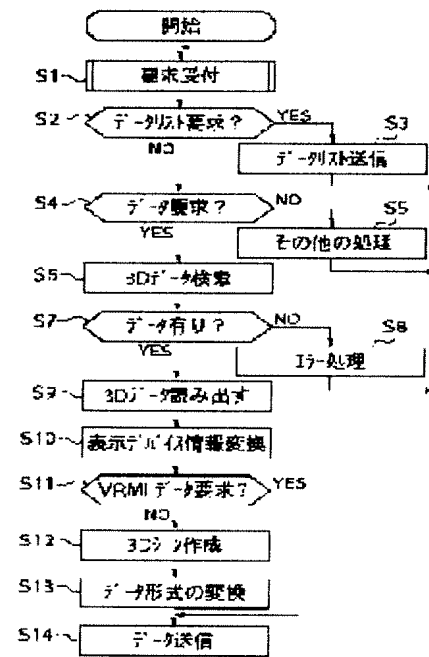 開始
S1 要求受付
S2 データリスト要求? YES
NO S3
データリスト送信
S4 データ要求? NO
YES S5
その他の処理
S6 3Dデータ検索
S7 データ有り? NO
YES S8
エラー処理
S9 3Dデータ読み出す
S10 表示デバイス情報変換
S11 VRMLデータ要求? YES
NO
S12 3Dシーン作成
S13 データ形式の変換
S14 データ送信